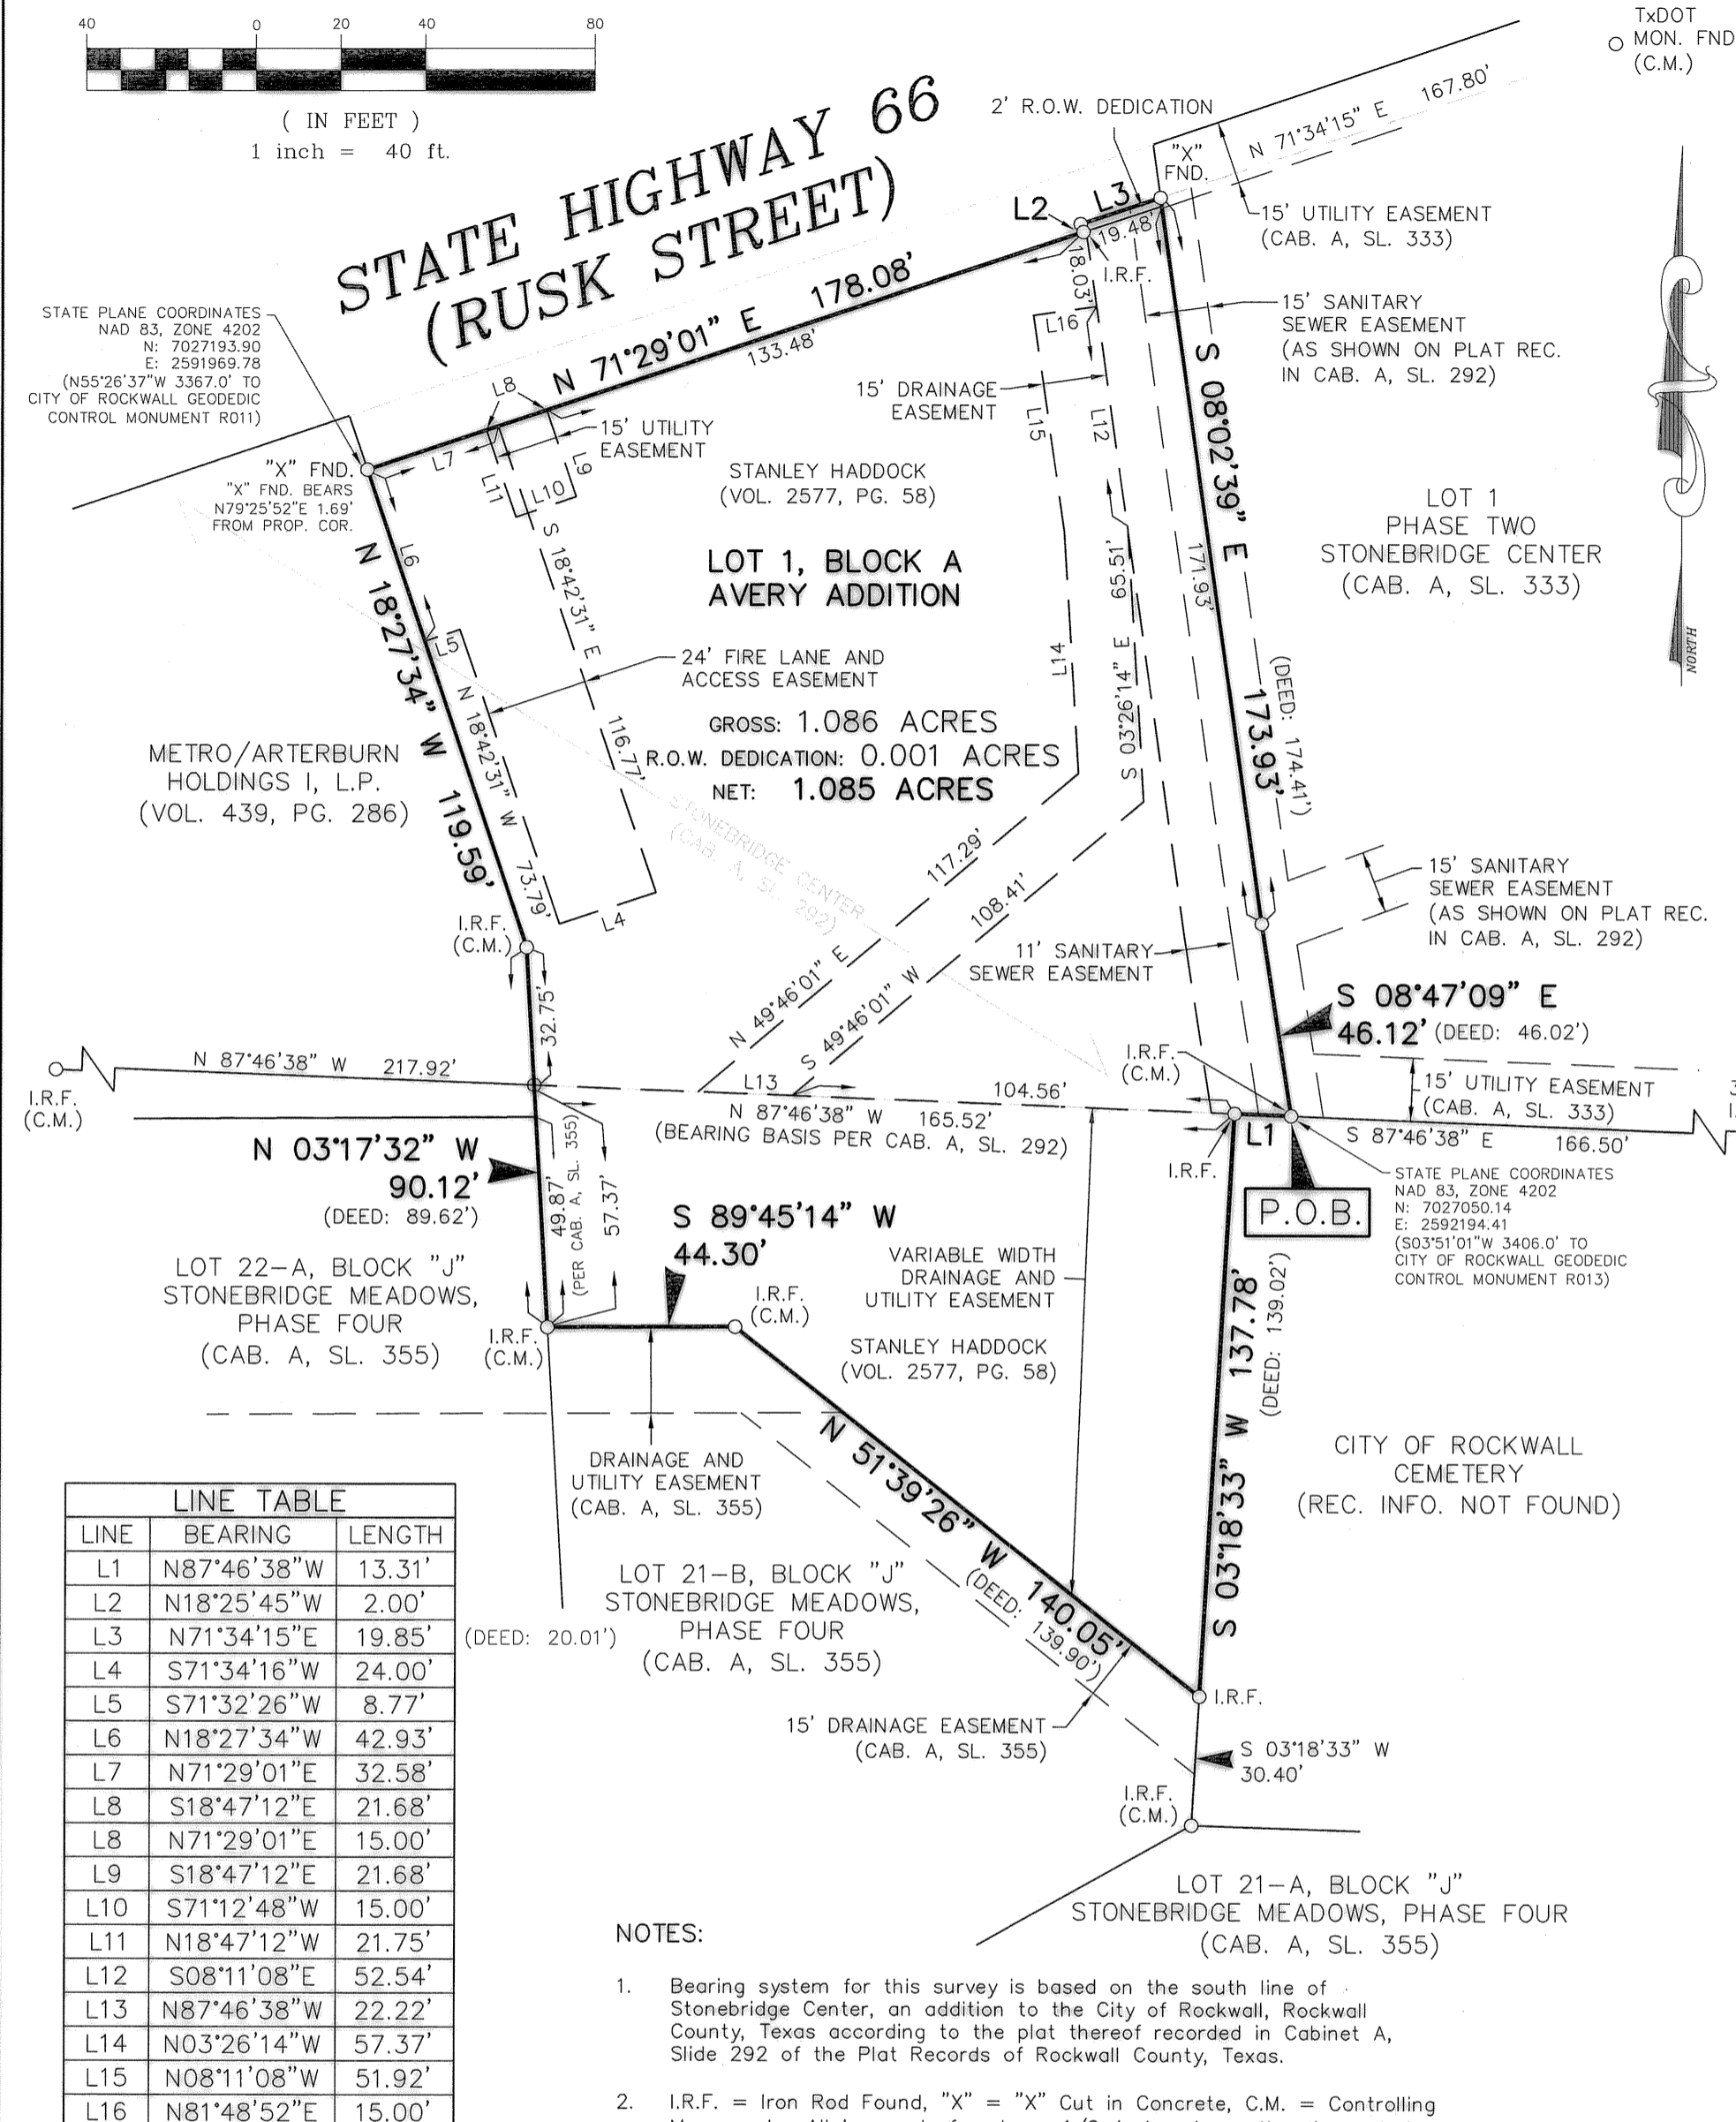 40 0 20 40 80
( IN FEET )
1 inch = 40 ft.
TxDOT
MON. FND
(C.M.)
STATE HIGHWAY 66
(RUSK STREET)
2' R.O.W. DEDICATION
N 71°34'15" E 167.80'
"X"
FND.
L2
L3
19.48'
18.03'
I.R.F.
15' UTILITY EASEMENT
(CAB. A, SL. 333)
STATE PLANE COORDINATES
NAD 83, ZONE 4202
N: 7027193.90
E: 2591969.78
(N55°26'37"W 3367.0' TO
CITY OF ROCKWALL GEODEDIC
CONTROL MONUMENT R011)
N 71°29'01" E 178.08'
133.48'
L16
15' SANITARY
SEWER EASEMENT
(AS SHOWN ON PLAT REC.
IN CAB. A, SL. 292)
15' DRAINAGE
EASEMENT
L15
L12
S 08°02'39" E 173.93'
(DEED: 174.41')
171.93'
L8
15' UTILITY
EASEMENT
L7
L9
L10
L11
"X" FND.
"X" FND. BEARS
N79°25'52"E 1.69'
FROM PROP. COR.
STANLEY HADDOCK
(VOL. 2577, PG. 58)
LOT 1
PHASE TWO
STONEBRIDGE CENTER
(CAB. A, SL. 333)
NORTH
LOT 1, BLOCK A
AVERY ADDITION
L6
N 18°27'34" W 119.59'
L5
S 18°42'31" E 116.77'
N 18°42'31" W 73.79'
24' FIRE LANE AND
ACCESS EASEMENT
L14
S 03°26'14" E 65.51'
GROSS: 1.086 ACRES
R.O.W. DEDICATION: 0.001 ACRES
NET: 1.085 ACRES
METRO/ARTERBURN
HOLDINGS I, L.P.
(VOL. 439, PG. 286)
STONEBRIDGE CENTER
(CAB. A, SL. 292)
L4
I.R.F.
(C.M.)
N 49°46'01" E 117.29'
S 49°46'01" W 108.41'
11' SANITARY
SEWER EASEMENT
15' SANITARY
SEWER EASEMENT
(AS SHOWN ON PLAT REC.
IN CAB. A, SL. 292)
S 08°47'09" E
46.12' (DEED: 46.02')
32.75'
I.R.F.
(C.M.)
N 87°46'38" W 217.92'
I.R.F.
(C.M.)
L13
104.56'
N 87°46'38" W 165.52'
(BEARING BASIS PER CAB. A, SL. 292)
15' UTILITY EASEMENT
(CAB. A, SL. 333)
S 87°46'38" E 166.50'
L1
I.R.F.
P.O.B.
STATE PLANE COORDINATES
NAD 83, ZONE 4202
N: 7027050.14
E: 2592194.41
(S03°51'01"W 3406.0' TO
CITY OF ROCKWALL GEODEDIC
CONTROL MONUMENT R013)
N 03°17'32" W
90.12'
(DEED: 89.62')
49.87'
(PER CAB. A, SL. 355)
57.37'
S 89°45'14" W
44.30'
VARIABLE WIDTH
DRAINAGE AND
UTILITY EASEMENT
LOT 22-A, BLOCK "J"
STONEBRIDGE MEADOWS,
PHASE FOUR
(CAB. A, SL. 355)
I.R.F.
(C.M.)
I.R.F.
(C.M.)
STANLEY HADDOCK
(VOL. 2577, PG. 58)
S 03°18'33" W 137.78'
(DEED: 139.02')
DRAINAGE AND
UTILITY EASEMENT
(CAB. A, SL. 355)
N 51°39'26" W 140.05'
(DEED: 139.90')
CITY OF ROCKWALL
CEMETERY
(REC. INFO. NOT FOUND)
LOT 21-B, BLOCK "J"
STONEBRIDGE MEADOWS,
PHASE FOUR
(CAB. A, SL. 355)
I.R.F.
15' DRAINAGE EASEMENT
(CAB. A, SL. 355)
S 03°18'33" W
30.40'
I.R.F.
(C.M.)
LOT 21-A, BLOCK "J"
STONEBRIDGE MEADOWS, PHASE FOUR
(CAB. A, SL. 355)
LINE TABLE
LINE BEARING LENGTH
L1 N87°46'38"W 13.31'
L2 N18°25'45"W 2.00'
L3 N71°34'15"E 19.85' (DEED: 20.01')
L4 S71°34'16"W 24.00'
L5 S71°32'26"W 8.77'
L6 N18°27'34"W 42.93'
L7 N71°29'01"E 32.58'
L8 S18°47'12"E 21.68'
L8 N71°29'01"E 15.00'
L9 S18°47'12"E 21.68'
L10 S71°12'48"W 15.00'
L11 N18°47'12"W 21.75'
L12 S08°11'08"E 52.54'
L13 N87°46'38"W 22.22'
L14 N03°26'14"W 57.37'
L15 N08°11'08"W 51.92'
L16 N81°48'52"E 15.00'
NOTES:
1. Bearing system for this survey is based on the south line of
Stonebridge Center, an addition to the City of Rockwall, Rockwall
County, Texas according to the plat thereof recorded in Cabinet A,
Slide 292 of the Plat Records of Rockwall County, Texas.
2. I.R.F. = Iron Rod Found, "X" = "X" Cut in Concrete, C.M. = Controlling